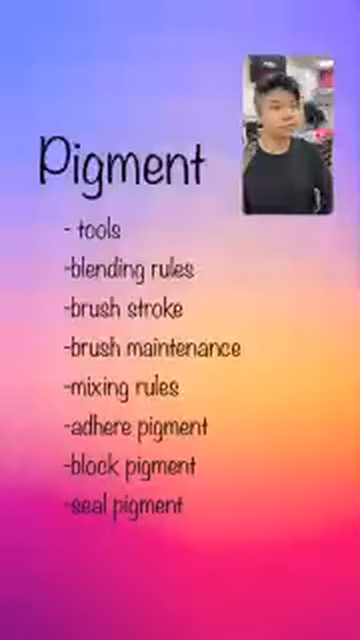 Pigment
- tools
-blending rules
-brush stroke
-brush maintenance
-mixing rules
-adhere pigment
-block pigment
-seal pigment